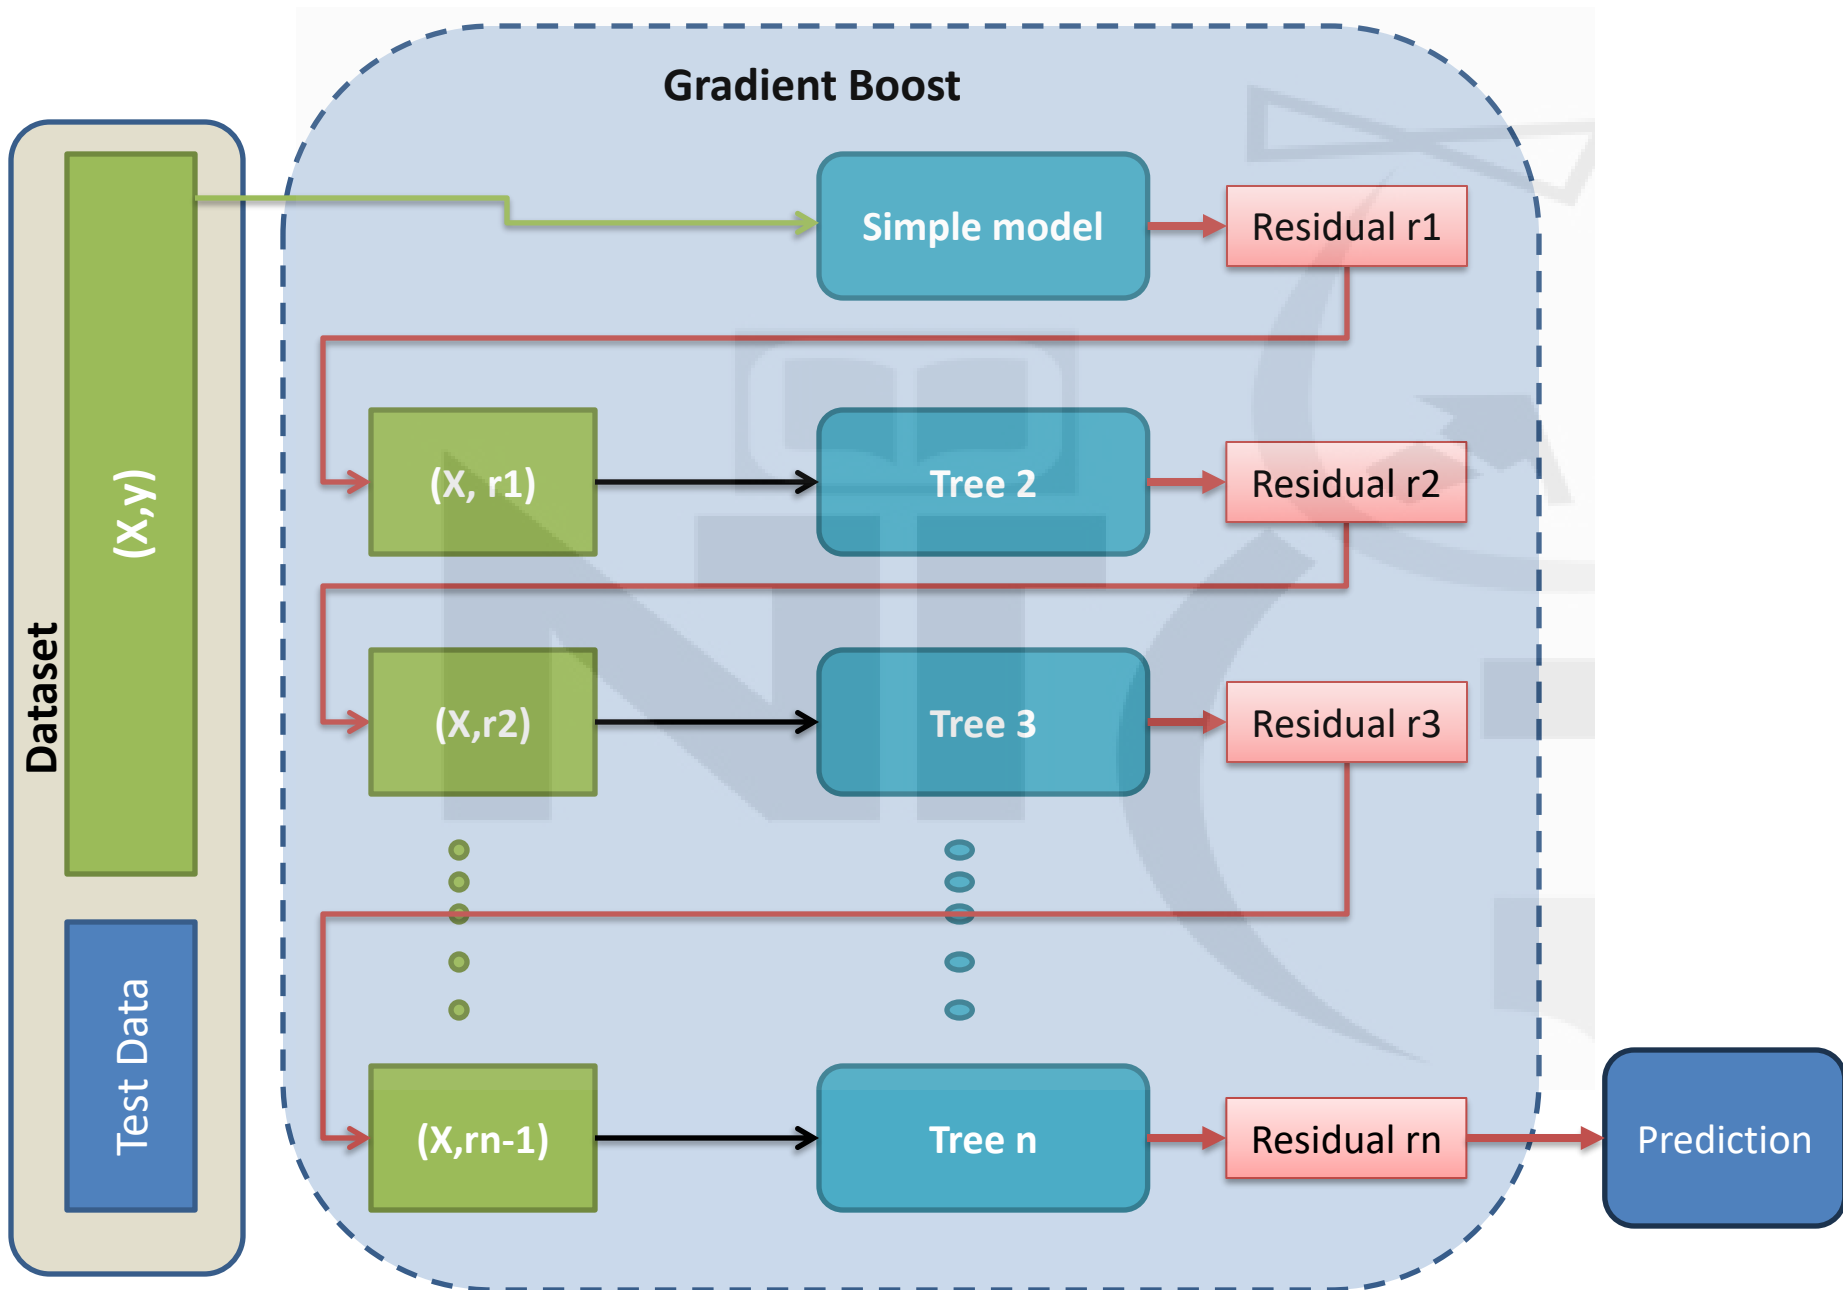 Gradient Boost
Dataset
(X,y)
Test Data
Simple model
Residual r1
(X, r1)
Tree 2
Residual r2
(X,r2)
Tree 3
Residual r3
(X,rn-1)
Tree n
Residual rn
Prediction